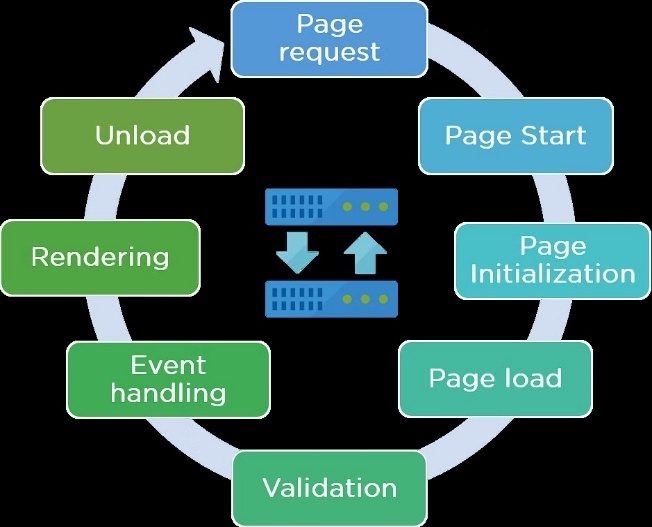 Page
request
Page Start
Page
Initialization
Page load
Validation
Event
handling
Rendering
Unload